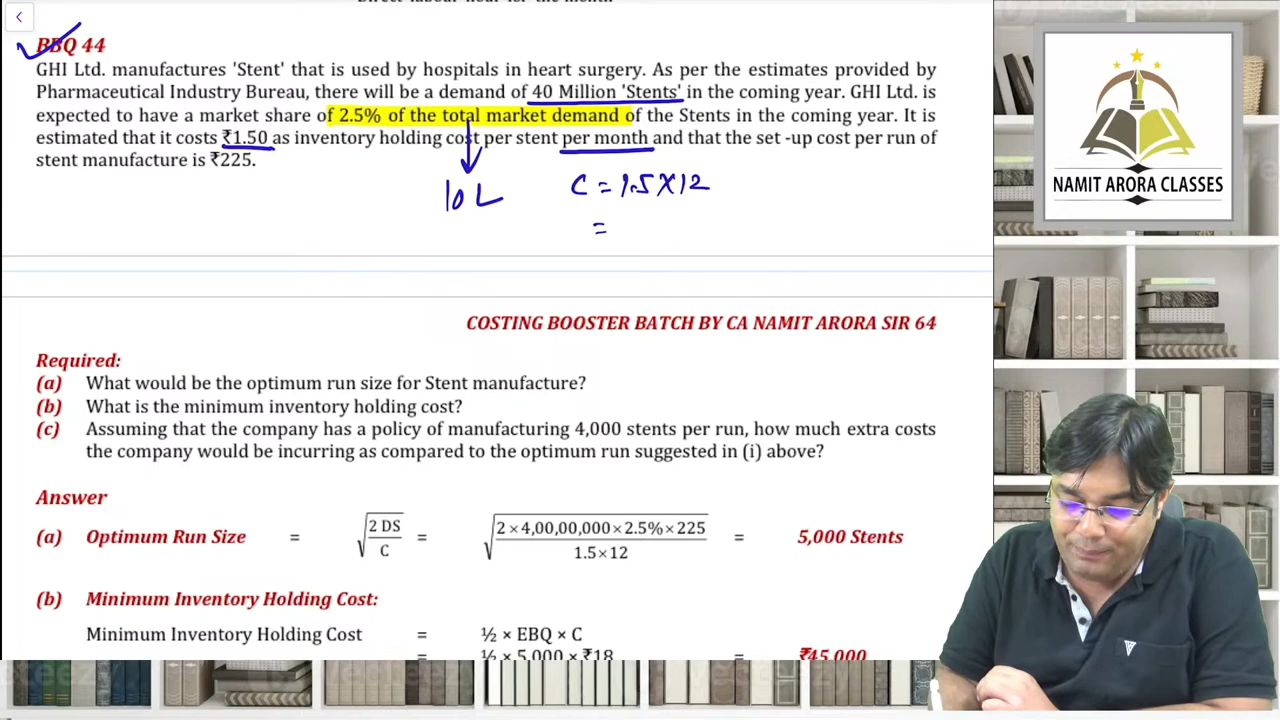 BBQ 44
GHI Ltd. manufactures 'Stent' that is used by hospitals in heart surgery. As per the estimates provided by
Pharmaceutical Industry Bureau, there will be a demand of 40 Million 'Stents' in the coming year. GHI Ltd. is
expected to have a market share of 2.5% of the total market demand of the Stents in the coming year. It is
estimated that it costs ₹1.50 as inventory holding cost per stent per month and that the set -up cost per run of
stent manufacture is ₹225.
10 L
C = 1.5 X 12
=
NAMIT ARORA CLASSES
COSTING BOOSTER BATCH BY CA NAMIT ARORA SIR 64
Required:
(a) What would be the optimum run size for Stent manufacture?
(b) What is the minimum inventory holding cost?
(c) Assuming that the company has a policy of manufacturing 4,000 stents per run, how much extra costs
the company would be incurring as compared to the optimum run suggested in (i) above?
Answer
(a) Optimum Run Size = √(2 DS / C) = √(2 × 4,00,00,000 × 2.5% × 225 / 1.5 × 12) = 5,000 Stents
(b) Minimum Inventory Holding Cost:
Minimum Inventory Holding Cost = ½ × EBQ × C
= ½ × 5,000 × ₹18 = ₹45,000